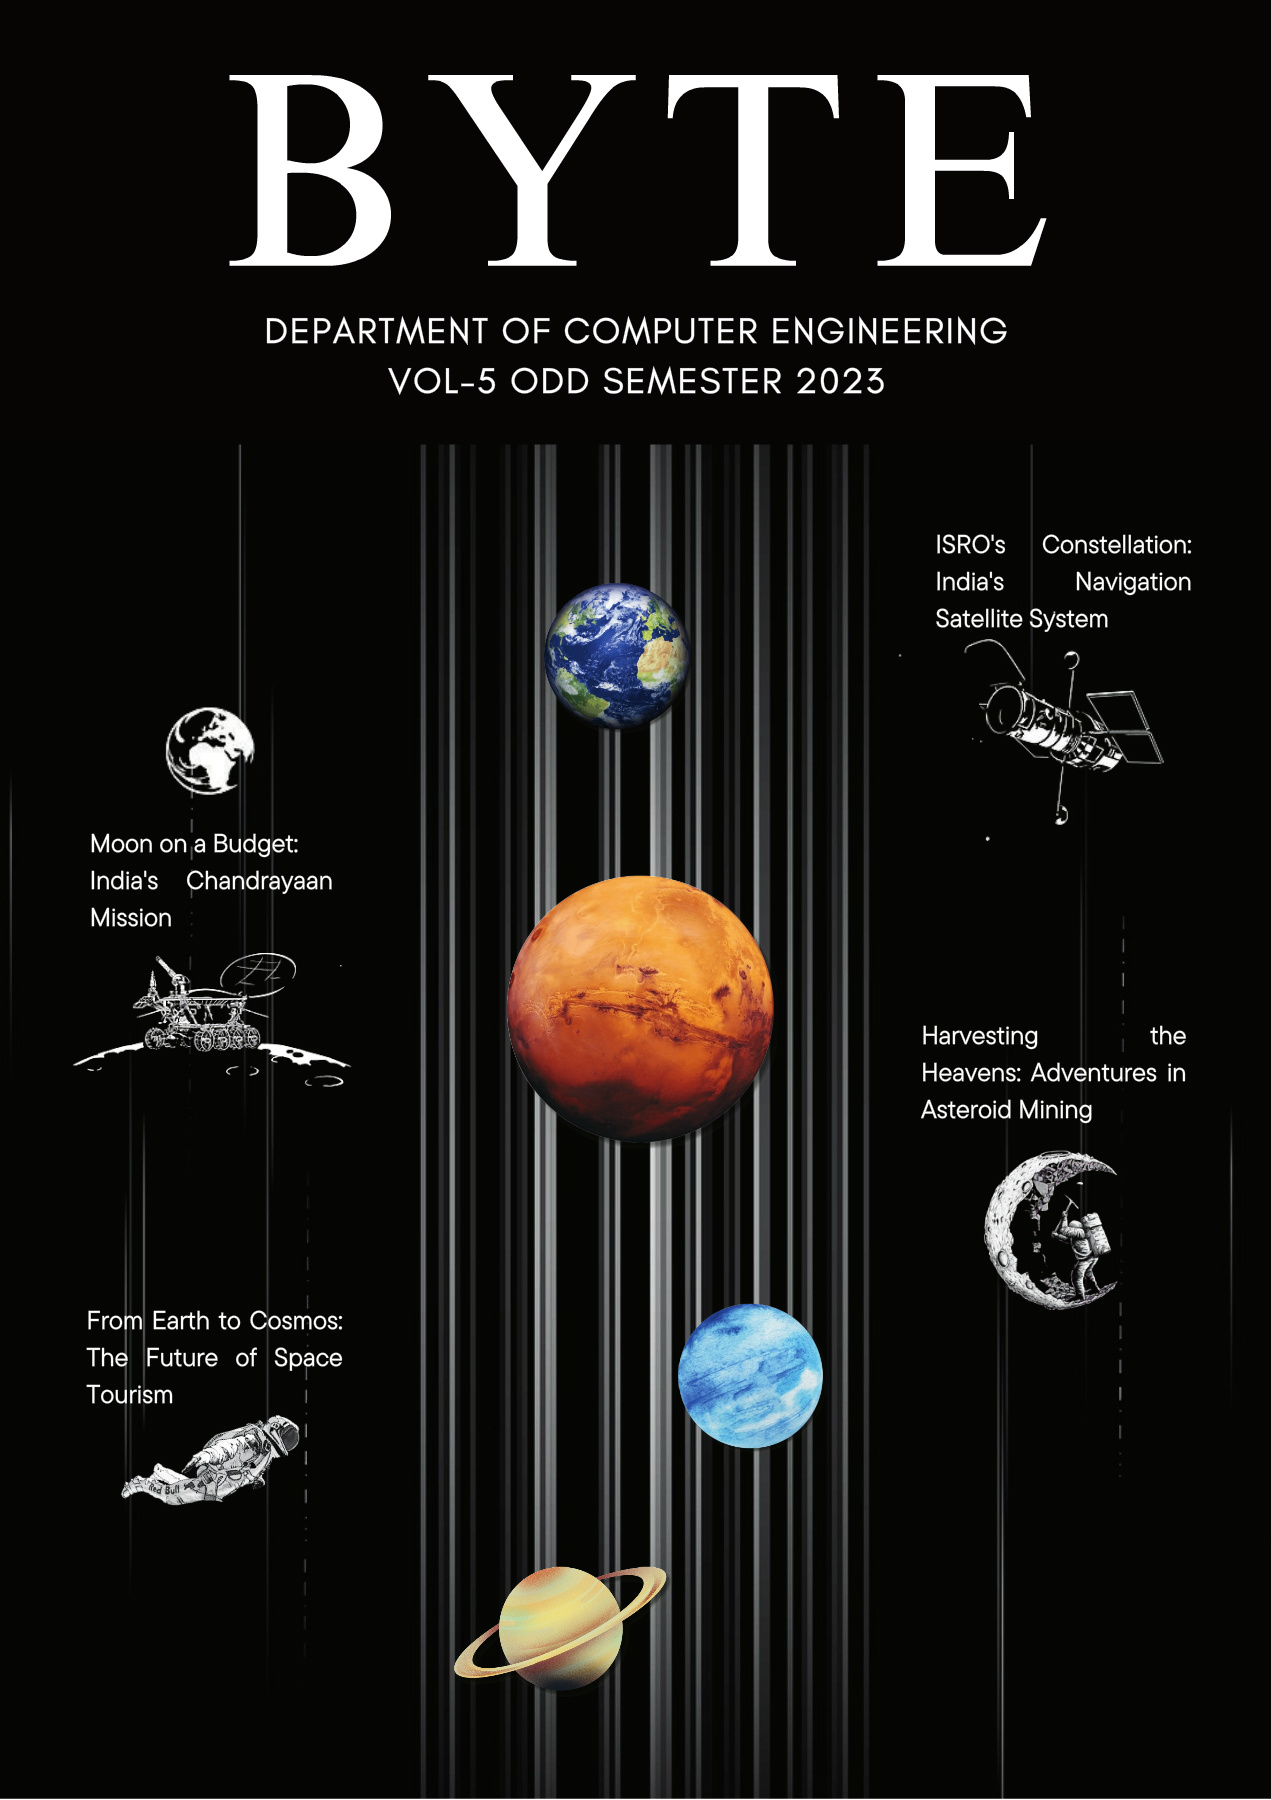 BYTE
DEPARTMENT OF COMPUTER ENGINEERING
VOL-5 ODD SEMESTER 2023
ISRO's Constellation:
India's Navigation
Satellite System
Moon on a Budget:
India's Chandrayaan
Mission
Harvesting the
Heavens: Adventures in
Asteroid Mining
From Earth to Cosmos:
The Future of Space
Tourism
Red Bull